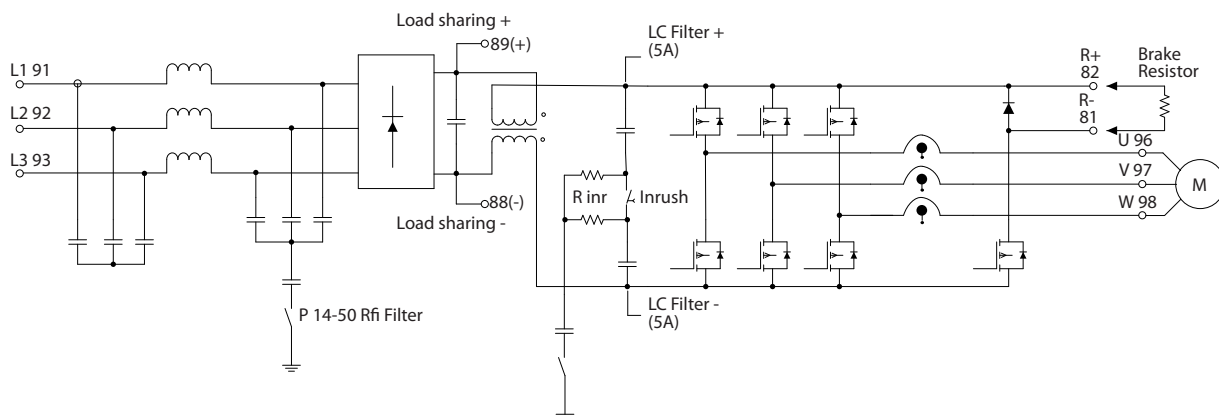 Load sharing +
89(+)
LC Filter +
(5A)
R+
82
Brake
Resistor
L1 91
R-
81
L2 92
U 96
L3 93
V 97
M
R inr
Inrush
88(-)
W 98
Load sharing -
LC Filter -
(5A)
P 14-50 Rfi Filter